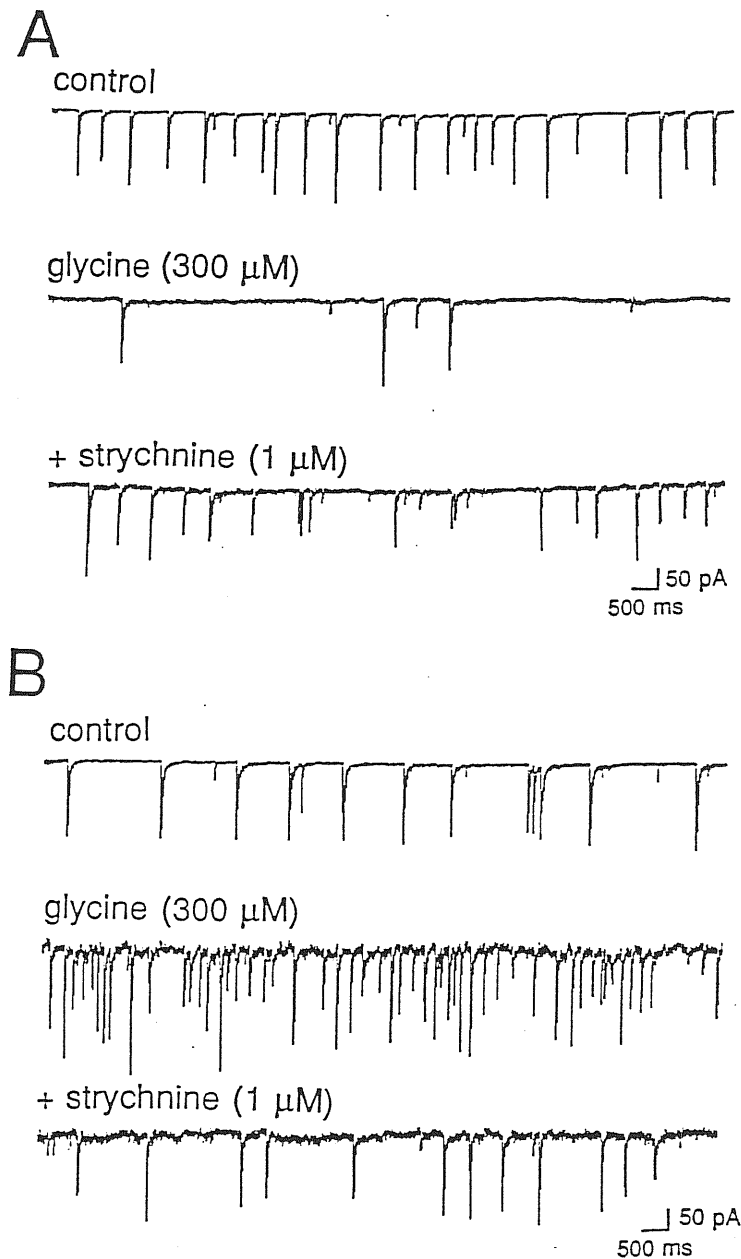 A
control
glycine (300 μM)
+ strychnine (1 μM)
50 pA
500 ms
B
control
glycine (300 μM)
+ strychnine (1 μM)
50 pA
500 ms